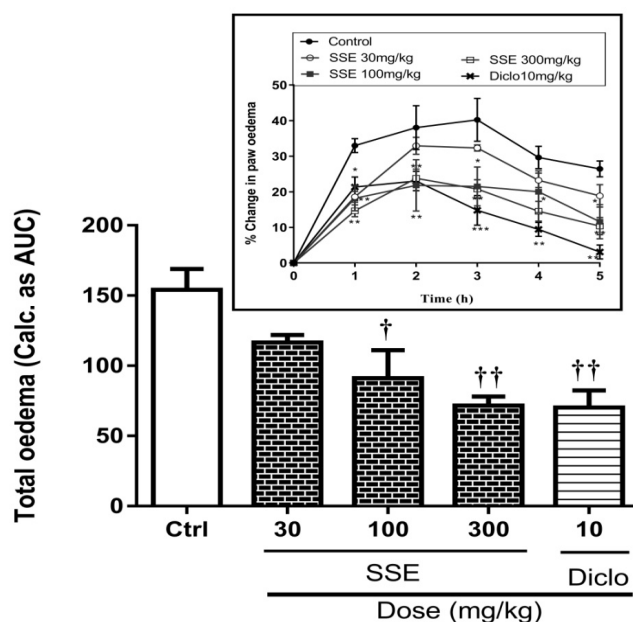 Control
SSE 30mg/kg
SSE 100mg/kg
SSE 300mg/kg
Diclo10mg/kg
% Change in paw oedema
50
40
30
20
10
0
0 1 2 3 4 5
Time (h)
* ** ** ** ** * ** *** * ** * ** **
Total oedema (Calc. as AUC)
200
150
100
50
0
† †† ††
Ctrl 30 100 300 10
SSE Diclo
Dose (mg/kg)